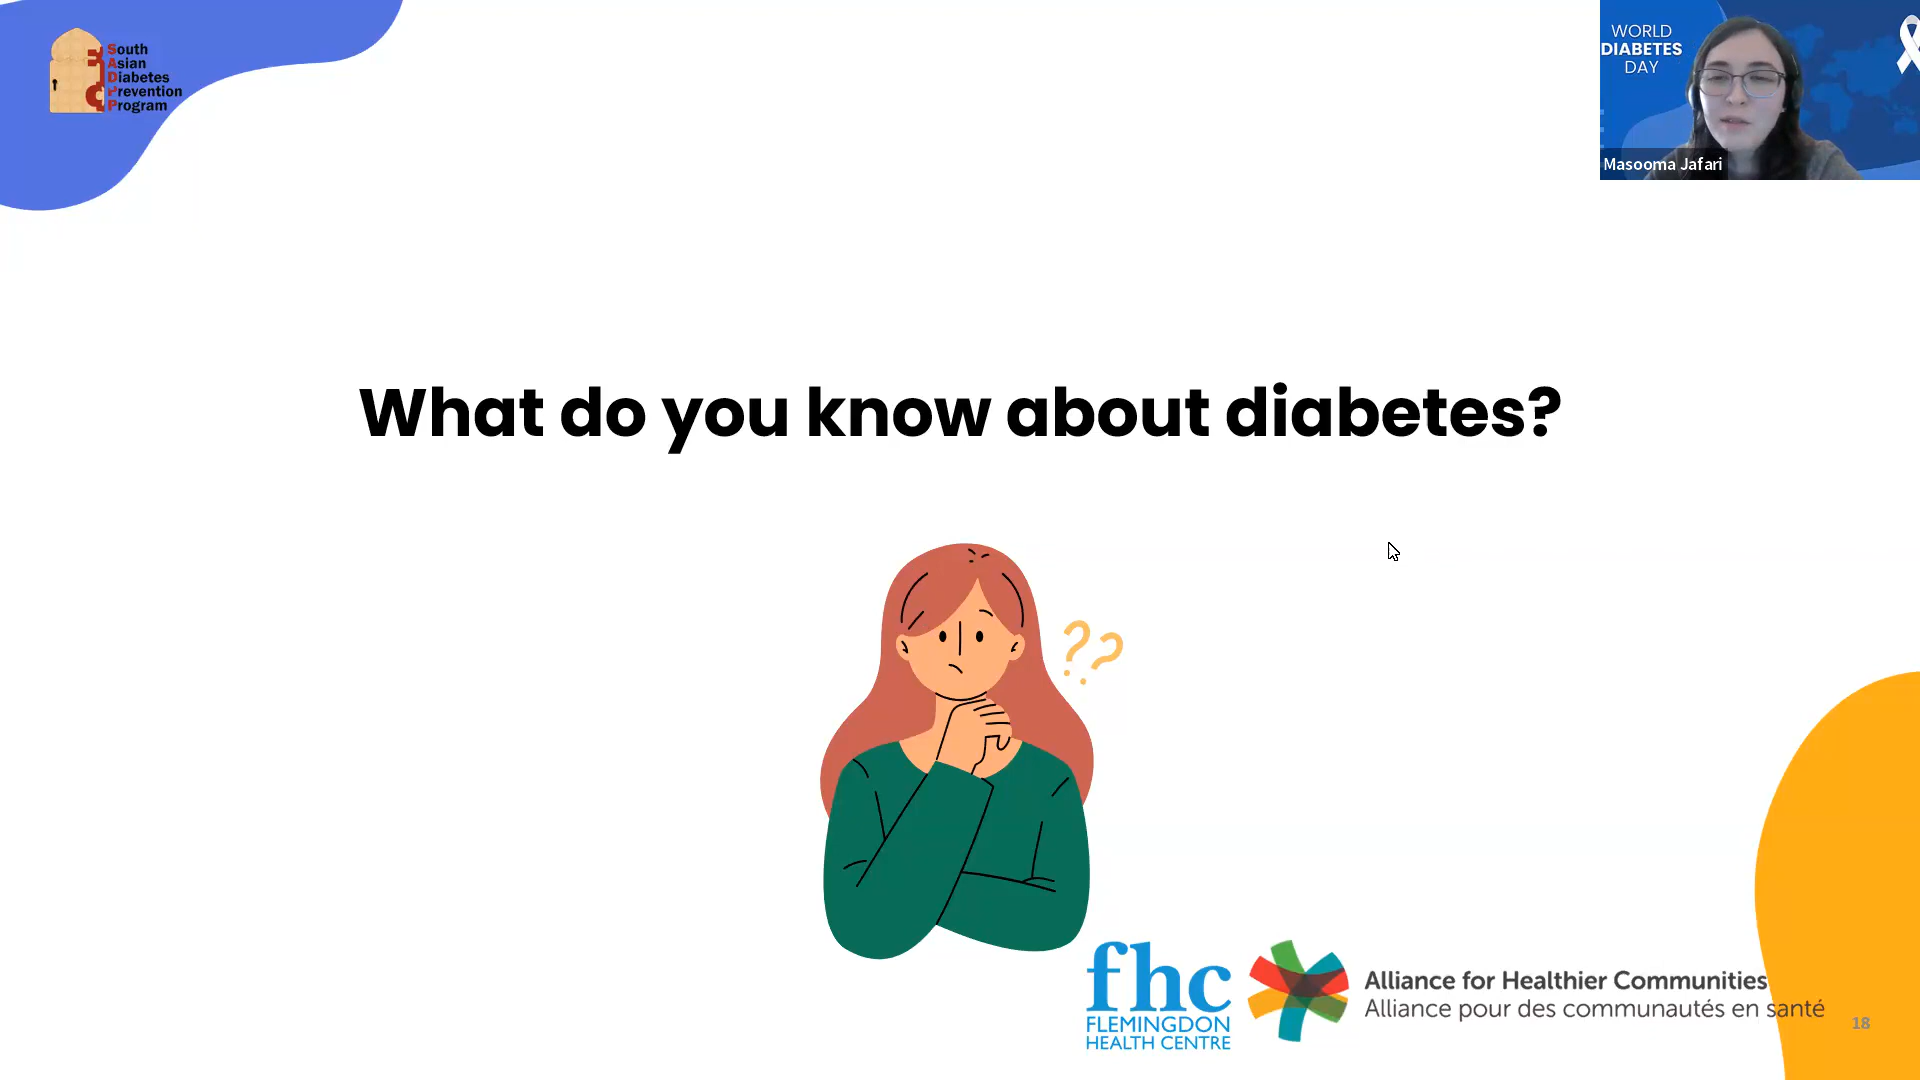 South
Asian
Diabetes
Prevention
Program
WORLD
DIABETES
DAY
Masooma Jafari
What do you know about diabetes?
??
fhc
FLEMINGDON
HEALTH CENTRE
Alliance for Healthier Communities
Alliance pour des communautés en santé
18